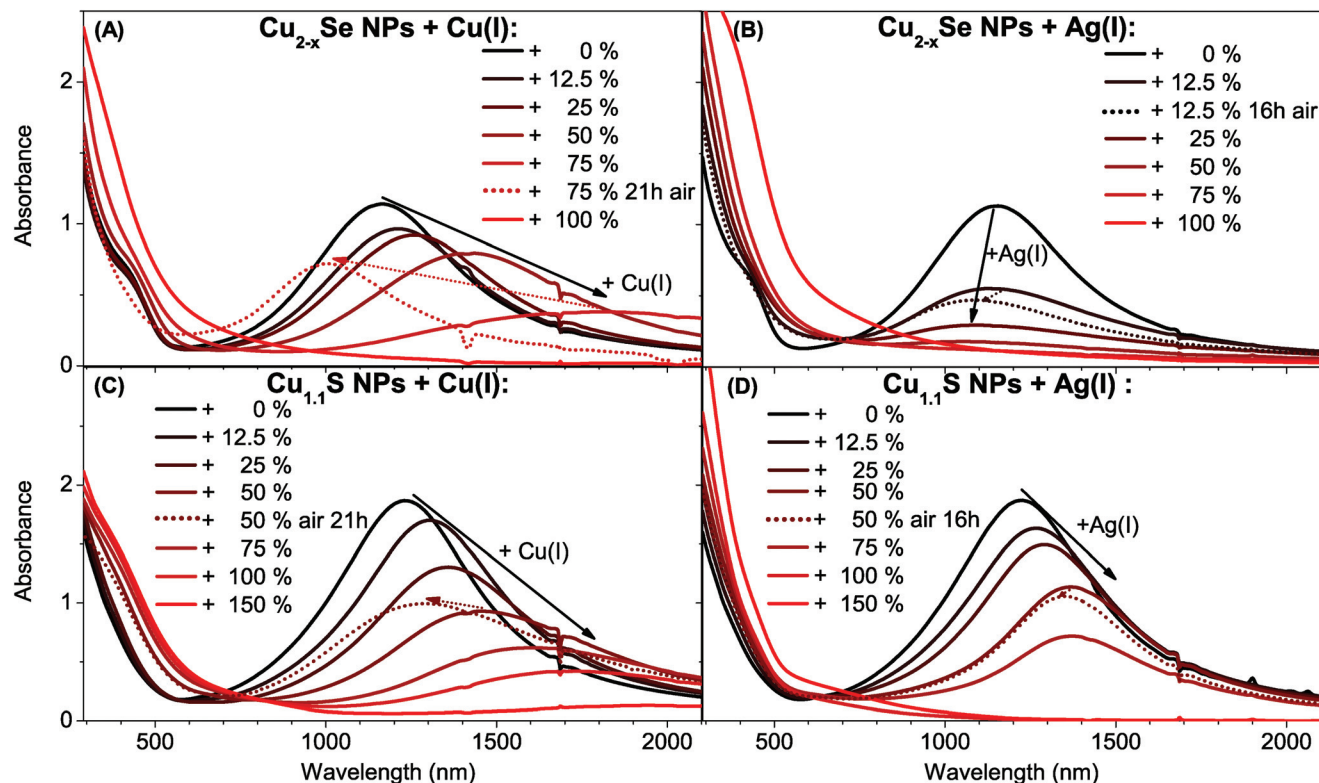 (A) Cu2-xSe NPs + Cu(I):
+ 0 %
+ 12.5 %
+ 25 %
+ 50 %
+ 75 %
+ 75 % 21h air
+ 100 %
+ Cu(I)
2
1
0
Absorbance
(B) Cu2-xSe NPs + Ag(I):
+ 0 %
+ 12.5%
+ 12.5 % 16h air
+ 25 %
+ 50 %
+ 75 %
+ 100 %
+Ag(I)
(C) Cu1.1S NPs + Cu(I):
+ 0 %
+ 12.5 %
+ 25 %
+ 50 %
+ 50 % air 21h
+ 75 %
+ 100 %
+ 150 %
+ Cu(I)
2
1
0
Absorbance
500 1000 1500 2000
Wavelength (nm)
(D) Cu1.1S NPs + Ag(I) :
+ 0 %
+ 12.5 %
+ 25 %
+ 50 %
+ 50 % air 16h
+ 75 %
+ 100 %
+ 150 %
+Ag(I)
500 1000 1500 2000
Wavelength (nm)